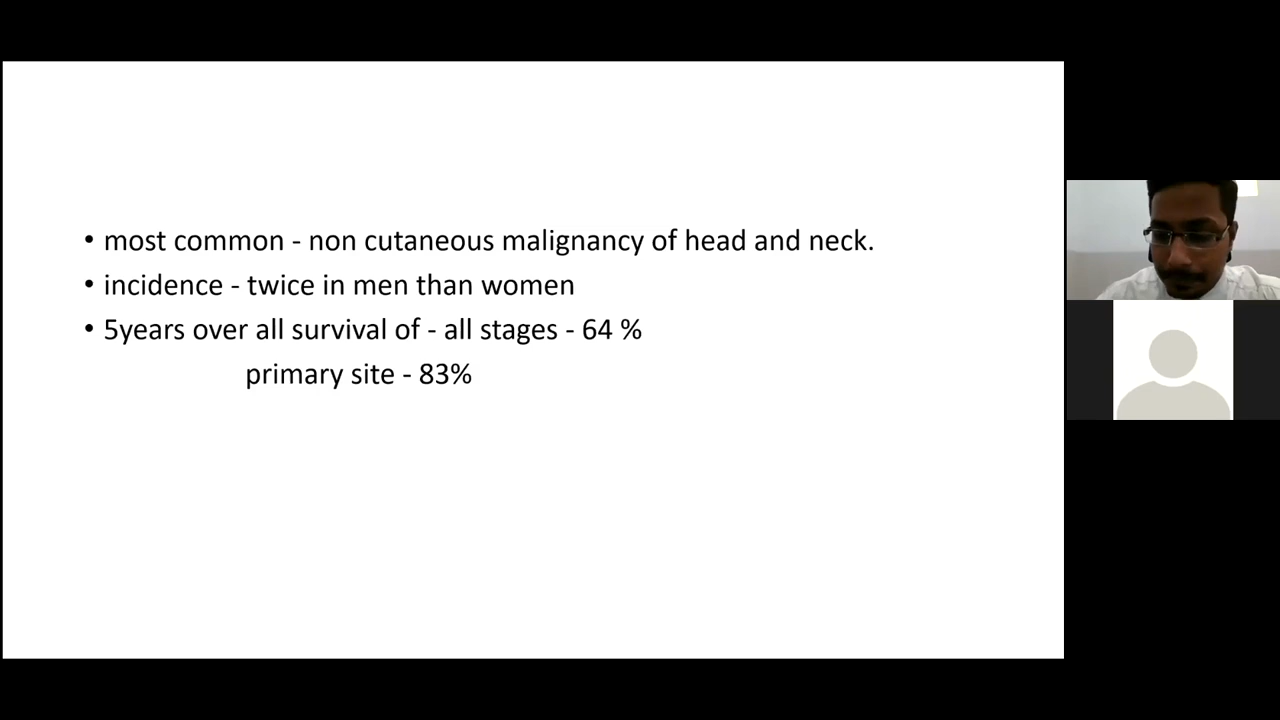 • most common - non cutaneous malignancy of head and neck.
• incidence - twice in men than women
• 5years over all survival of - all stages - 64 %
primary site - 83%